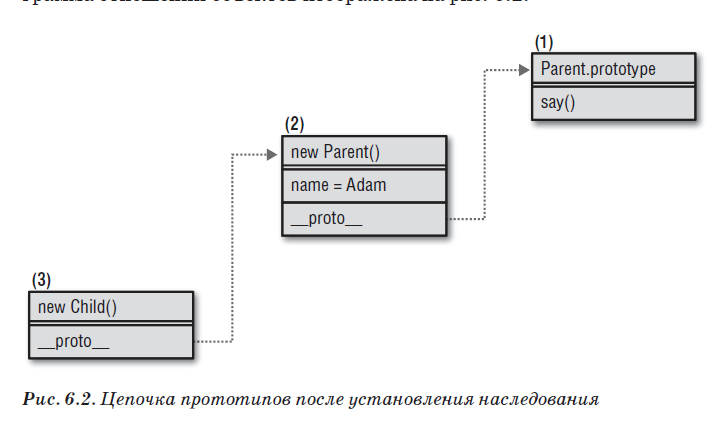 (1)
Parent.prototype
say()
(2)
new Parent()
name = Adam
__proto__
(3)
new Child()
__proto__
Рис. 6.2. Цепочка прототипов после установления наследования